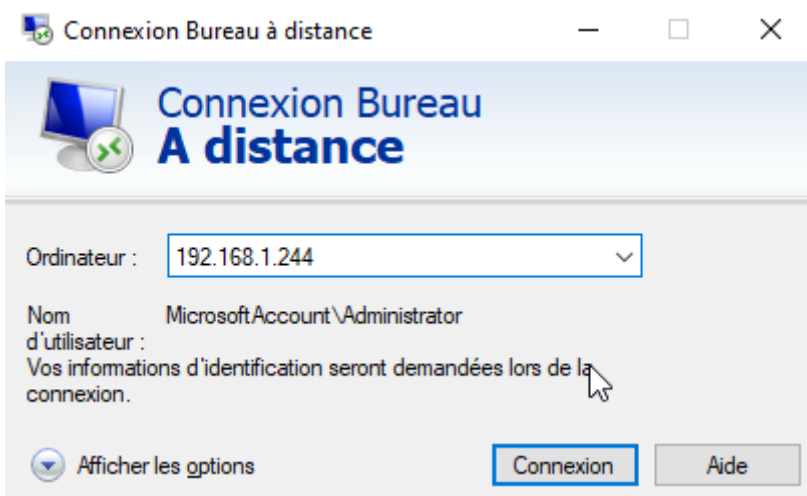 Connexion Bureau à distance
Connexion Bureau
A distance
Ordinateur :
192.168.1.244
Nom
d'utilisateur :
MicrosoftAccount\Administrator
Vos informations d'identification seront demandées lors de la
connexion.
Afficher les options
Connexion
Aide